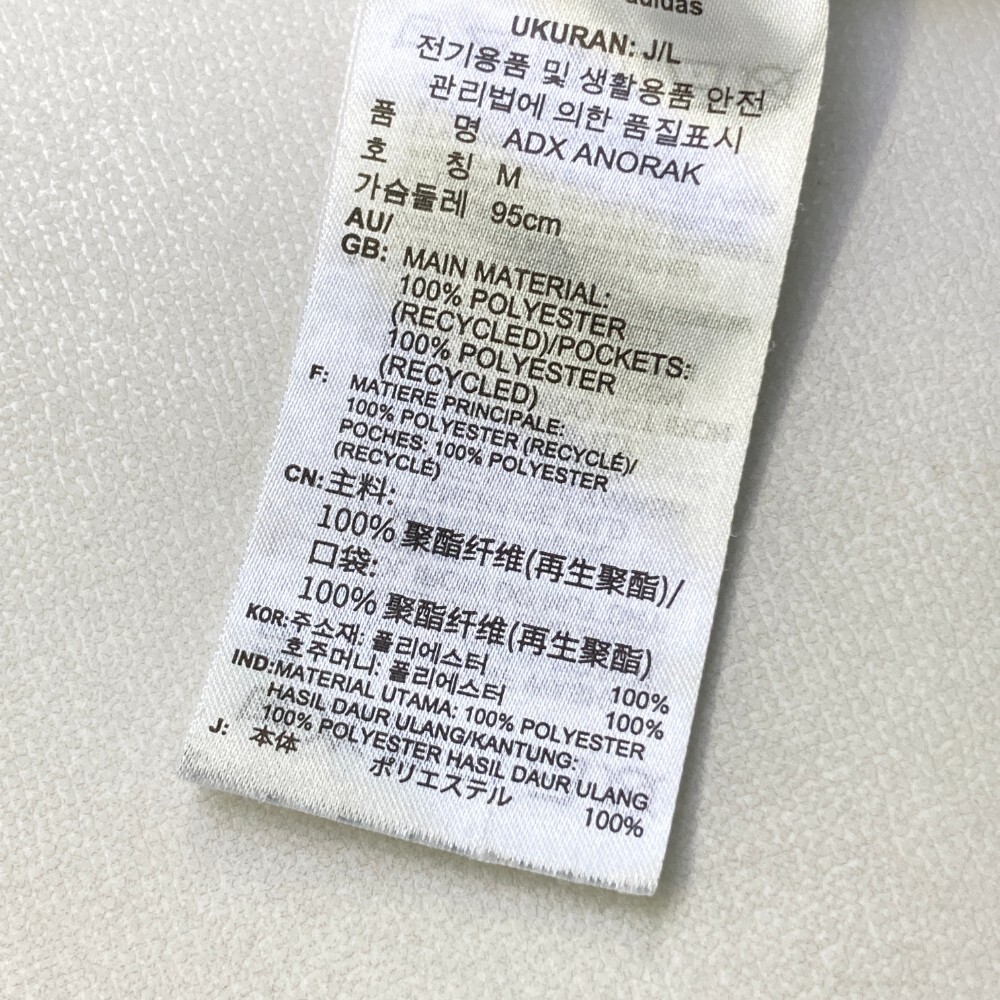 adidas
UKURAN: J/L
전기용품 및 생활용품 안전
관리법에 의한 품질표시
품 명 ADX ANORAK
호 칭 M
가슴둘레 95cm
AU/
GB: MAIN MATERIAL:
100% POLYESTER
(RECYCLED)/POCKETS:
100% POLYESTER
(RECYCLED)
F: MATIERE PRINCIPALE:
100% POLYESTER (RECYCLÉ)/
POCHES: 100% POLYESTER
(RECYCLÉ)
CN: 主料:
100% 聚酯纤维(再生聚酯)/
口袋:
100% 聚酯纤维(再生聚酯)
KOR: 주소재: 폴리에스터 100%
호주머니: 폴리에스터 100%
IND: MATERIAL UTAMA: 100% POLYESTER
HASIL DAUR ULANG/KANTUNG:
100% POLYESTER HASIL DAUR ULANG
J: 本体
ポリエステル 100%